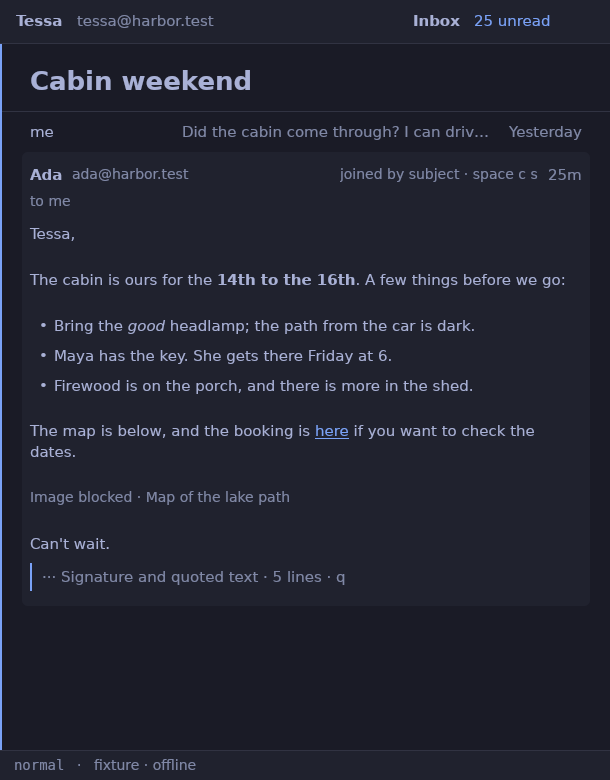 Tessa tessa@harbor.test Inbox 25 unread
Cabin weekend
me Did the cabin come through? I can driv... Yesterday
Ada ada@harbor.test joined by subject · space c s 25m
to me
Tessa,
The cabin is ours for the 14th to the 16th. A few things before we go:
• Bring the good headlamp; the path from the car is dark.
• Maya has the key. She gets there Friday at 6.
• Firewood is on the porch, and there is more in the shed.
The map is below, and the booking is here if you want to check the
dates.
Image blocked · Map of the lake path
Can't wait.
··· Signature and quoted text · 5 lines · q
normal · fixture · offline